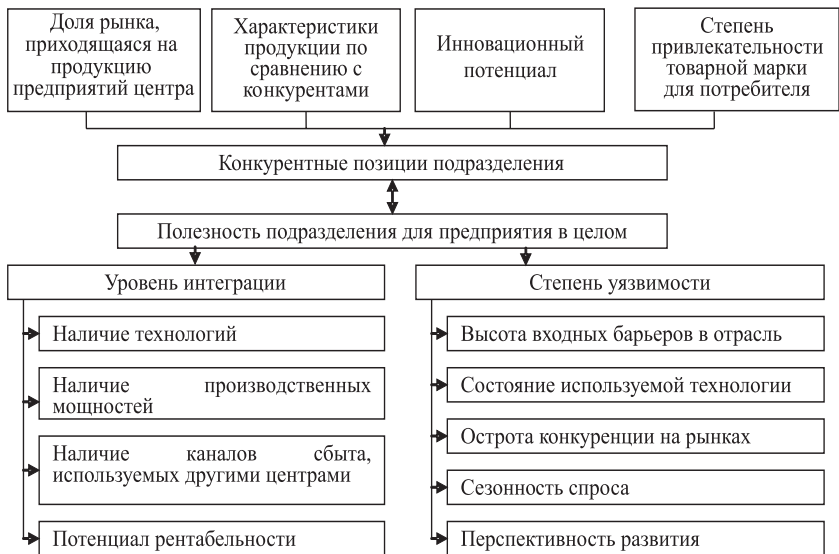 Доля рынка,
приходящаяся на
продукцию
предприятий центра
Характеристики
продукции по
сравнению с
конкурентами
Инновационный
потенциал
Степень
привлекательности
товарной марки
для потребителя
Конкурентные позиции подразделения
Полезность подразделения для предприятия в целом
Уровень интеграции
Наличие технологий
Наличие производственных
мощностей
Наличие каналов сбыта,
используемых другими центрами
Потенциал рентабельности
Степень уязвимости
Высота входных барьеров в отрасль
Состояние используемой технологии
Острота конкуренции на рынках
Сезонность спроса
Перспективность развития